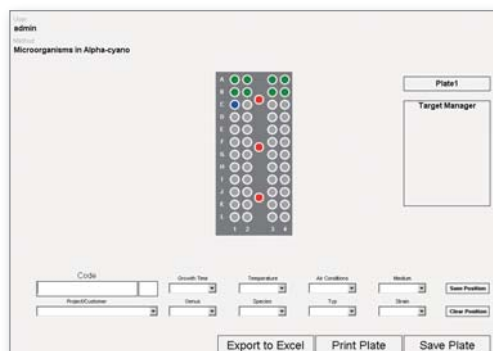 User
admin
Method
Microorganisms in Alpha-cyano
Plate1
Target Manager
A
B
C
D
E
F
G
H
I
J
K
L
1 2 3 4
Code Growth Time Temperature Air Conditions Medium
Save Position
Project/Customer Genus Species Typ Strain
Clear Position
Export to Excel Print Plate Save Plate